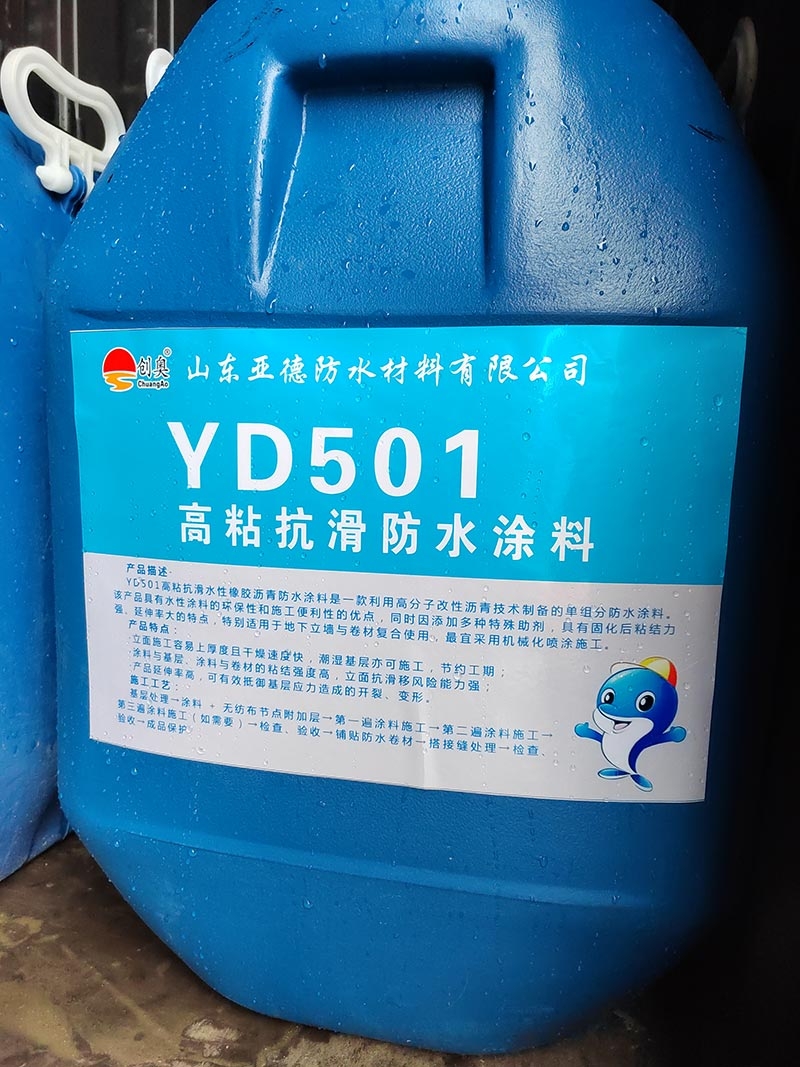 创奥®
ChuangAo
山东亚德防水材料有限公司
YD501
高粘抗滑防水涂料
产品描述:
YD501高粘抗滑水性橡胶沥青防水涂料是一款利用高分子改性沥青技术制备的单组分防水涂料。
该产品具有水性涂料的环保性和施工便利性的优点，同时因添加多种特殊助剂，具有固化后粘结力
强、延伸率大的特点，特别适用于地下立墙与卷材复合使用，最宜采用机械化喷涂施工。
产品特点：
·立面施工容易上厚度且干燥速度快，潮湿基层亦可施工，节约工期；
·涂料与基层、涂料与卷材的粘结强度高，立面抗滑移风险能力强；
·产品延伸率高，可有效抵御基层应力造成的开裂、变形。
施工工艺：
基层处理→涂料 + 无纺布节点附加层→第一遍涂料施工→第二遍涂料施工→
第三遍涂料施工（如需要）→检查、验收→铺贴防水卷材→搭接缝处理→检查、
验收→成品保护